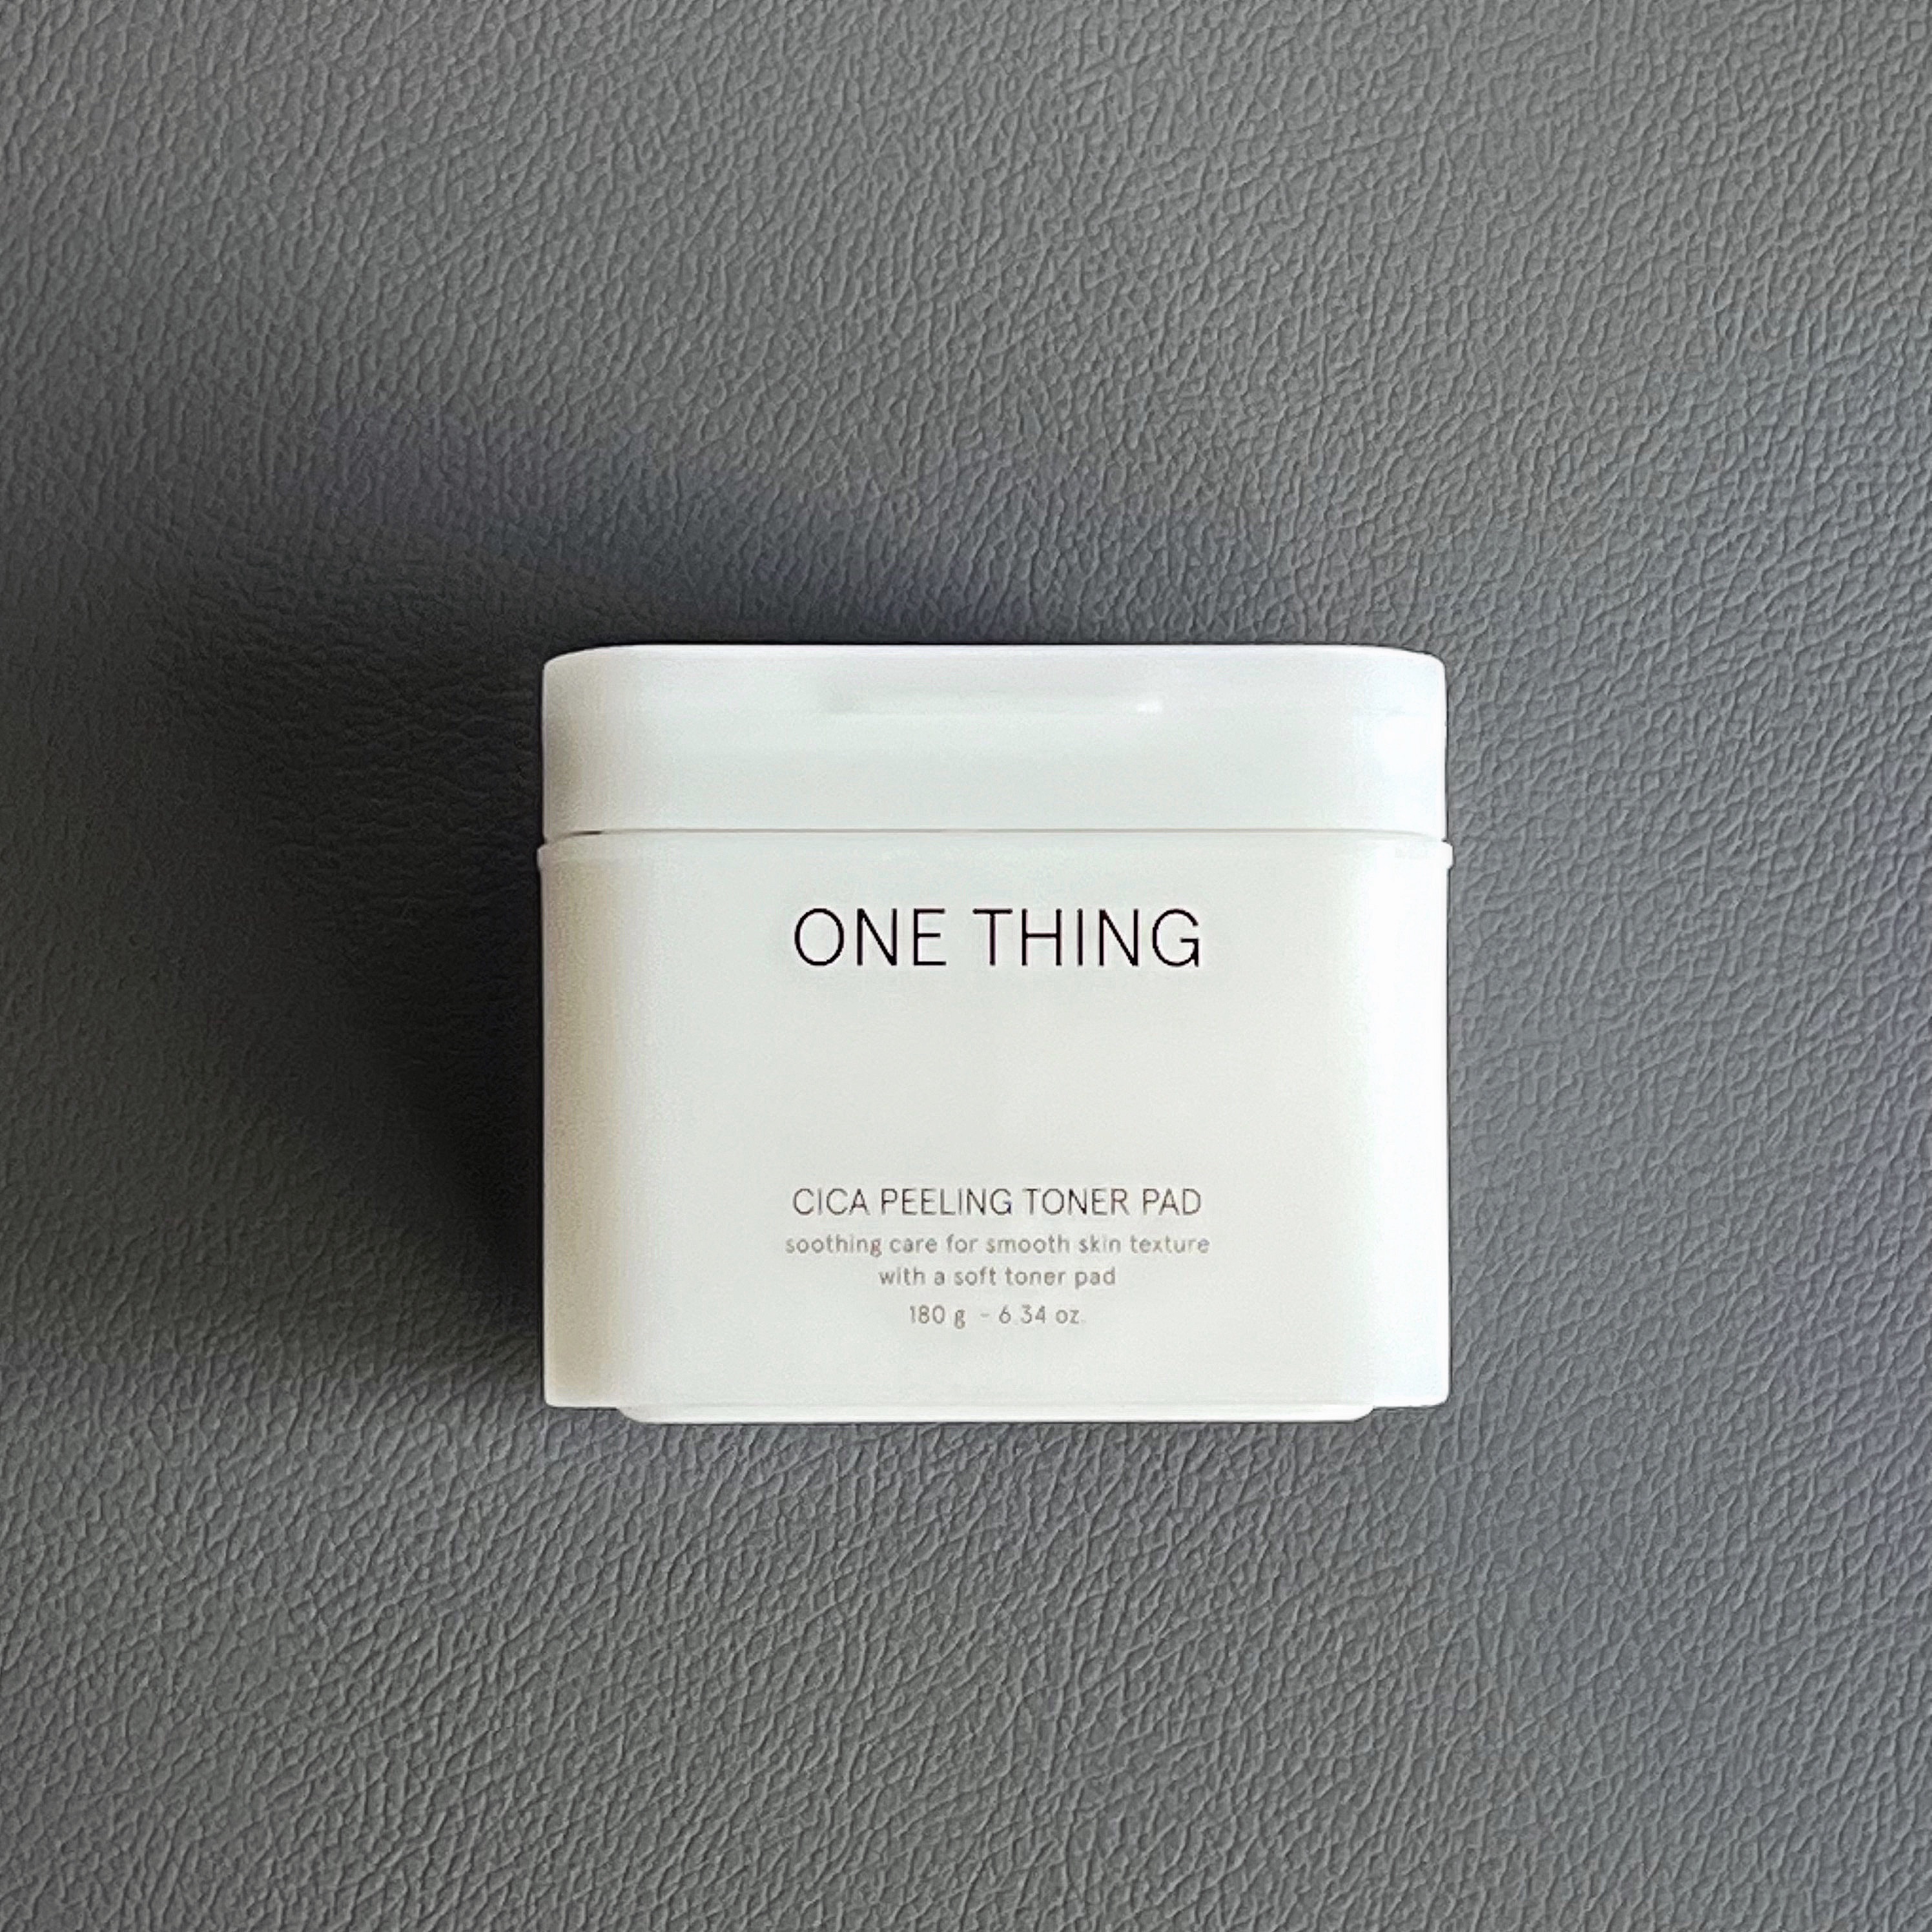 ONE THING
CICA PEELING TONER PAD
soothing care for smooth skin texture
with a soft toner pad
180 g - 6.34 oz.